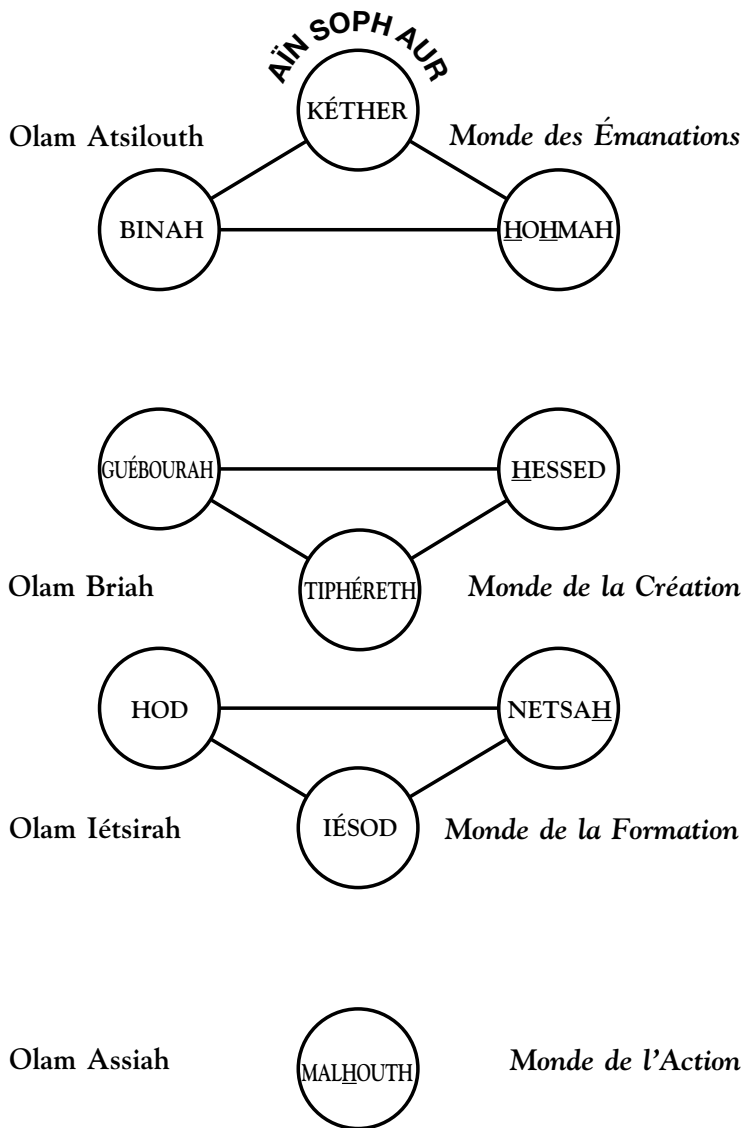 AÏN SOPH AUR
KÉTHER
Olam Atsilouth
Monde des Émanations
BINAH
HOHMAH
GUÉBOURAH
HESSED
Olam Briah
TIPHÉRETH
Monde de la Création
HOD
NETSAH
Olam Iétsirah
IÉSOD
Monde de la Formation
Olam Assiah
MALHOUTH
Monde de l'Action